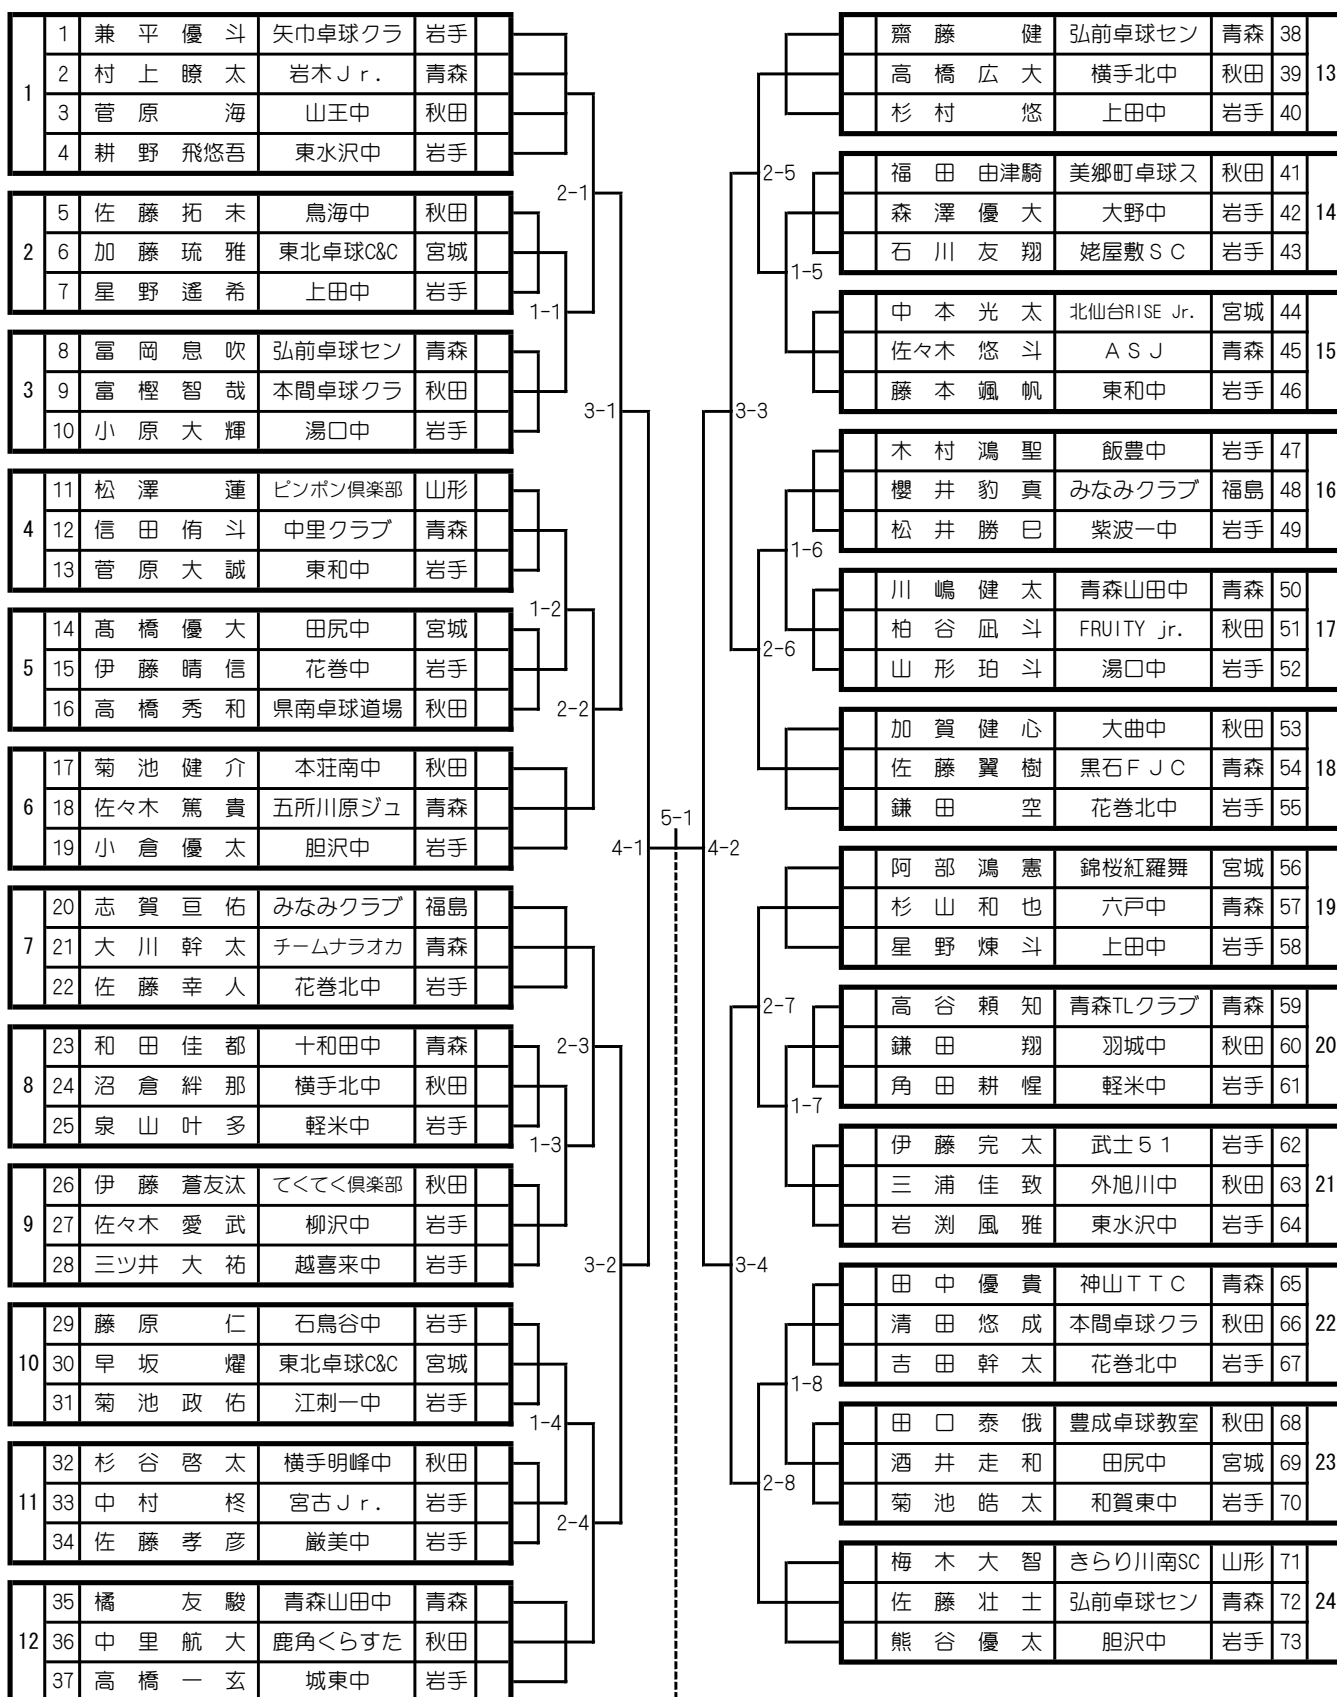 1 兼平優斗 矢巾卓球クラ 岩手
2 村上瞭太 岩木Jr. 青森
1
3 菅原海 山王中 秋田
4 耕野飛悠吾 東水沢中 岩手
2-1
5 佐藤拓未 鳥海中 秋田
2 6 加藤琉雅 東北卓球C&C 宮城
7 星野遙希 上田中 岩手
1-1
8 冨岡息吹 弘前卓球セン 青森
3 9 富樫智哉 本間卓球クラ 秋田
10 小原大輝 湯口中 岩手
3-1
11 松澤蓮 ピンポン倶楽部 山形
4 12 信田侑斗 中里クラブ 青森
13 菅原大誠 東和中 岩手
1-2
14 髙橋優大 田尻中 宮城
5 15 伊藤晴信 花巻中 岩手
16 高橋秀和 県南卓球道場 秋田
2-2
17 菊池健介 本荘南中 秋田
6 18 佐々木篤貴 五所川原ジュ 青森
19 小倉優太 胆沢中 岩手
4-1
5-1
20 志賀亘佑 みなみクラブ 福島
7 21 大川幹太 チームナラオカ 青森
22 佐藤幸人 花巻北中 岩手
2-3
23 和田佳都 十和田中 青森
8 24 沼倉絆那 横手北中 秋田
25 泉山叶多 軽米中 岩手
1-3
26 伊藤蒼友汰 てくてく倶楽部 秋田
9 27 佐々木愛武 柳沢中 岩手
28 三ツ井大祐 越喜来中 岩手
3-2
29 藤原仁 石鳥谷中 岩手
10 30 早坂燿 東北卓球C&C 宮城
31 菊池政佑 江刺一中 岩手
1-4
32 杉谷啓太 横手明峰中 秋田
11 33 中村柊 宮古Jr. 岩手
34 佐藤孝彦 厳美中 岩手
2-4
35 橘友駿 青森山田中 青森
12 36 中里航大 鹿角くらすた 秋田
37 高橋一玄 城東中 岩手
齋藤健 弘前卓球セン 青森 38
高橋広大 横手北中 秋田 39 13
杉村悠 上田中 岩手 40
2-5
福田由津騎 美郷町卓球ス 秋田 41
森澤優大 大野中 岩手 42 14
石川友翔 姥屋敷SC 岩手 43
1-5
中本光太 北仙台RISE Jr. 宮城 44
佐々木悠斗 ASJ 青森 45 15
藤本颯帆 東和中 岩手 46
3-3
木村鴻聖 飯豊中 岩手 47
櫻井豹真 みなみクラブ 福島 48 16
松井勝巳 紫波一中 岩手 49
1-6
川嶋健太 青森山田中 青森 50
柏谷凪斗 FRUITY jr. 秋田 51 17
山形珀斗 湯口中 岩手 52
2-6
加賀健心 大曲中 秋田 53
佐藤翼樹 黒石FJC 青森 54 18
鎌田空 花巻北中 岩手 55
4-2
阿部鴻憲 錦桜紅羅舞 宮城 56
杉山和也 六戸中 青森 57 19
星野煉斗 上田中 岩手 58
2-7
高谷頼知 青森TLクラブ 青森 59
鎌田翔 羽城中 秋田 60 20
角田耕惺 軽米中 岩手 61
1-7
伊藤完太 武士51 岩手 62
三浦佳致 外旭川中 秋田 63 21
岩渕風雅 東水沢中 岩手 64
3-4
田中優貴 神山TTC 青森 65
清田悠成 本間卓球クラ 秋田 66 22
吉田幹太 花巻北中 岩手 67
1-8
田口泰俄 豊成卓球教室 秋田 68
酒井走和 田尻中 宮城 69 23
菊池皓太 和賀東中 岩手 70
2-8
梅木大智 きらり川南SC 山形 71
佐藤壮士 弘前卓球セン 青森 72 24
熊谷優太 胆沢中 岩手 73